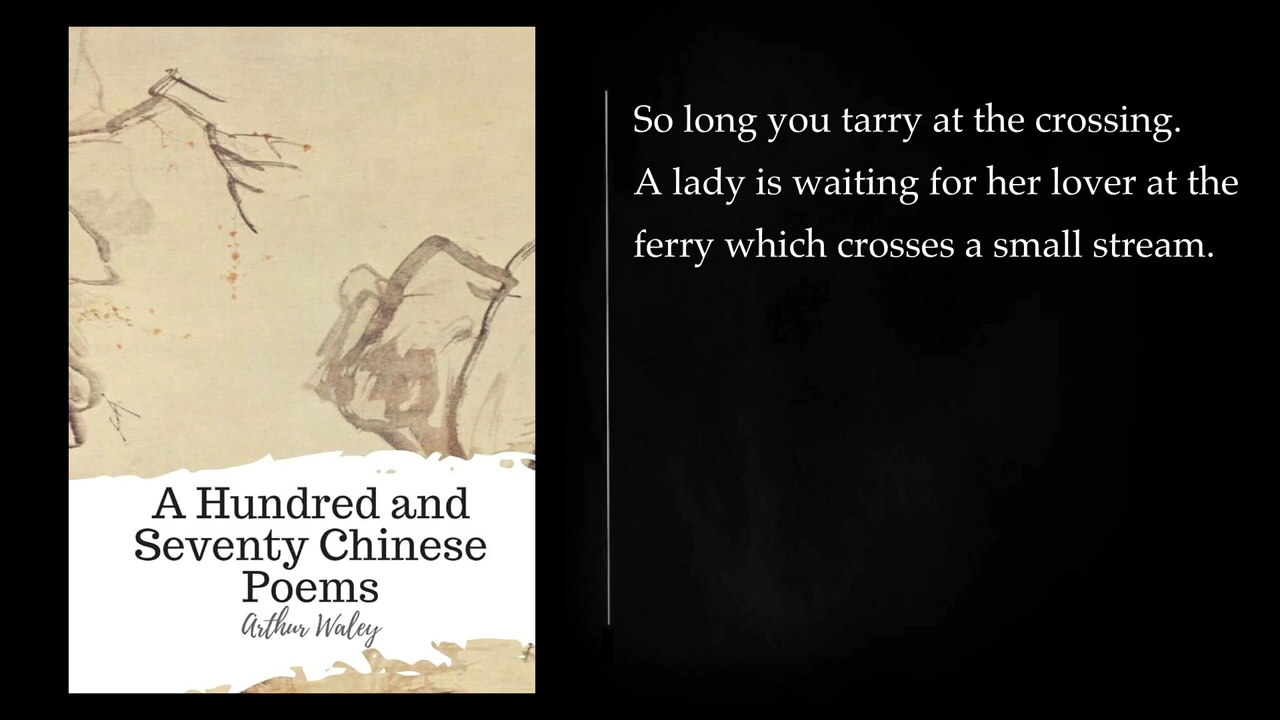 A Hundred and
Seventy Chinese
Poems
Arthur Waley
So long you tarry at the crossing.
A lady is waiting for her lover at the
ferry which crosses a small stream.